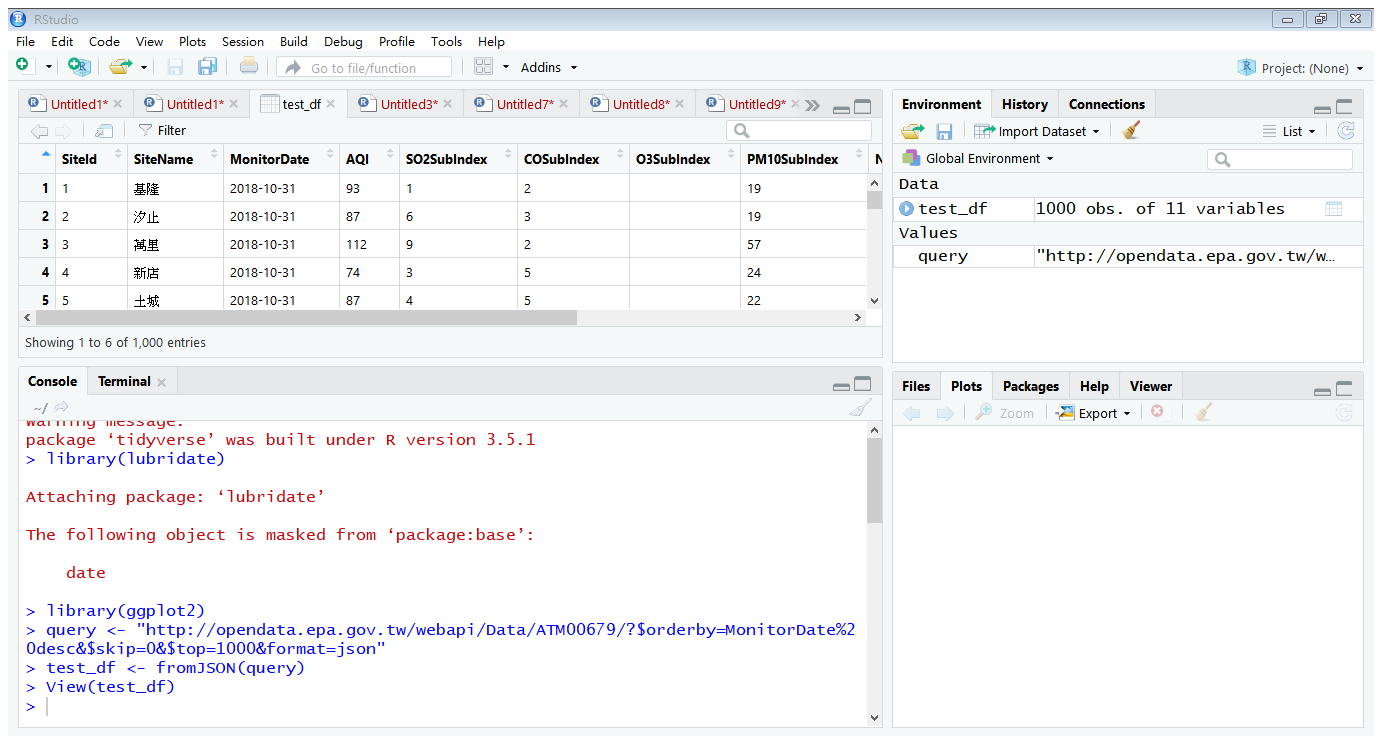 RStudio
File Edit Code View Plots Session Build Debug Profile Tools Help
Go to file/function Addins Project: (None)
Untitled1* Untitled1* test_df Untitled3* Untitled7* Untitled8* Untitled9*
Filter
SiteId SiteName MonitorDate AQI SO2SubIndex COSubIndex O3SubIndex PM10SubIndex N
1 1 基隆 2018-10-31 93 1 2 19
2 2 汐止 2018-10-31 87 6 3 19
3 3 萬里 2018-10-31 112 9 2 57
4 4 新店 2018-10-31 74 3 5 24
5 5 土城 2018-10-31 87 4 5 22
Showing 1 to 6 of 1,000 entries
Console Terminal
~/
Warning message:
package ‘tidyverse’ was built under R version 3.5.1
> library(lubridate)
Attaching package: ‘lubridate’
The following object is masked from ‘package:base’:
date
> library(ggplot2)
> query <- "http://opendata.epa.gov.tw/webapi/Data/ATM00679/?$orderby=MonitorDate%2
0desc&$skip=0&$top=1000&format=json"
> test_df <- fromJSON(query)
> View(test_df)
>
Environment History Connections
Import Dataset List
Global Environment
Data
test_df 1000 obs. of 11 variables
Values
query "http://opendata.epa.gov.tw/w…
Files Plots Packages Help Viewer
Zoom Export